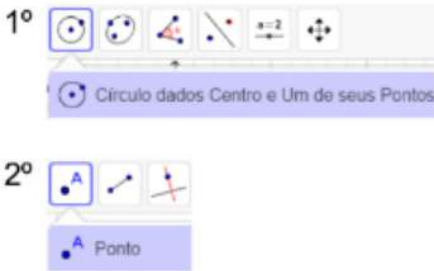 1º
a=2
Círculo dados Centro e Um de seus Pontos
2º
A
A Ponto